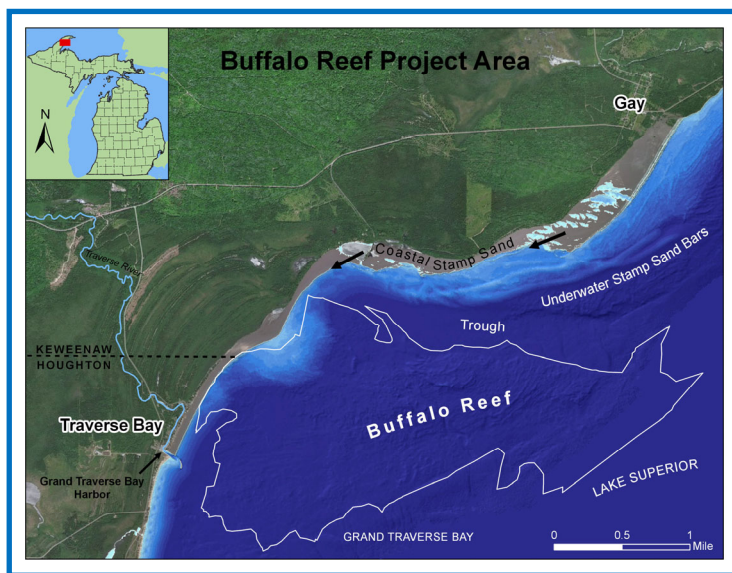 Buffalo Reef Project Area
Gay
N
Coastal Stamp Sand
Traverse River
Underwater Stamp Sand Bars
Trough
KEWEENAW
HOUGHTON
Buffalo Reef
Traverse Bay
Grand Traverse Bay
Harbor
LAKE SUPERIOR
GRAND TRAVERSE BAY
0 0.5 1
Mile